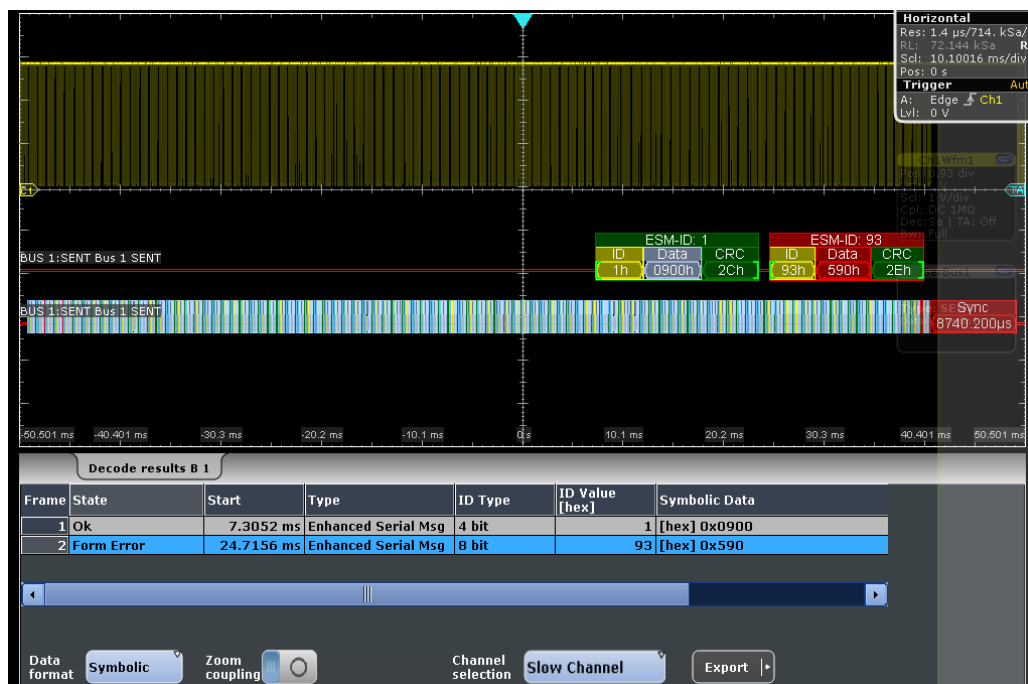 Horizontal
Res: 1.4 µs/714. kSa/
RL: 72.144 kSa R
Scl: 10.10016 ms/div
Pos: 0 s
Trigger Aut
A: Edge Ch1
Lvl: 0 V
Ch1Wfm1
Pos: 0.93 div
Scl: 1 V/div
Cpl: DC 1MΩ
Dec: Sa | TA: Off
Bw: Full
C1
TA
ESM-ID: 1 ESM-ID: 93
ID Data CRC ID Data CRC
BUS 1:SENT Bus 1 SENT
1h 0900h 2Ch 93h 590h 2Eh
BUS 1:SENT Bus 1 SENT
Sync
8740.200µs
-50.501 ms -40.401 ms -30.3 ms -20.2 ms -10.1 ms 0 s 10.1 ms 20.2 ms 30.3 ms 40.401 ms 50.501 ms
Decode results B 1
Frame State Start Type ID Type ID Value [hex] Symbolic Data
1 Ok 7.3052 ms Enhanced Serial Msg 4 bit 1 [hex] 0x0900
2 Form Error 24.7156 ms Enhanced Serial Msg 8 bit 93 [hex] 0x590
Data format Symbolic Zoom coupling Channel selection Slow Channel Export